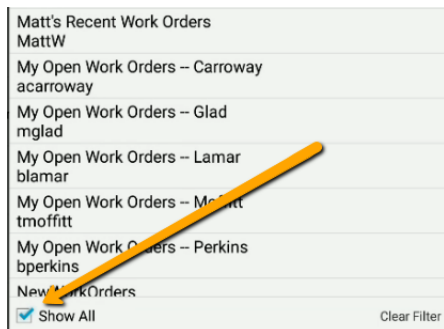 Matt's Recent Work Orders
MattW
My Open Work Orders -- Carroway
acarroway
My Open Work Orders -- Glad
mglad
My Open Work Orders -- Lamar
blamar
My Open Work Orders -- Moffitt
tmoffitt
My Open Work Orders -- Perkins
bperkins
NewWorkOrders
Show All
Clear Filter